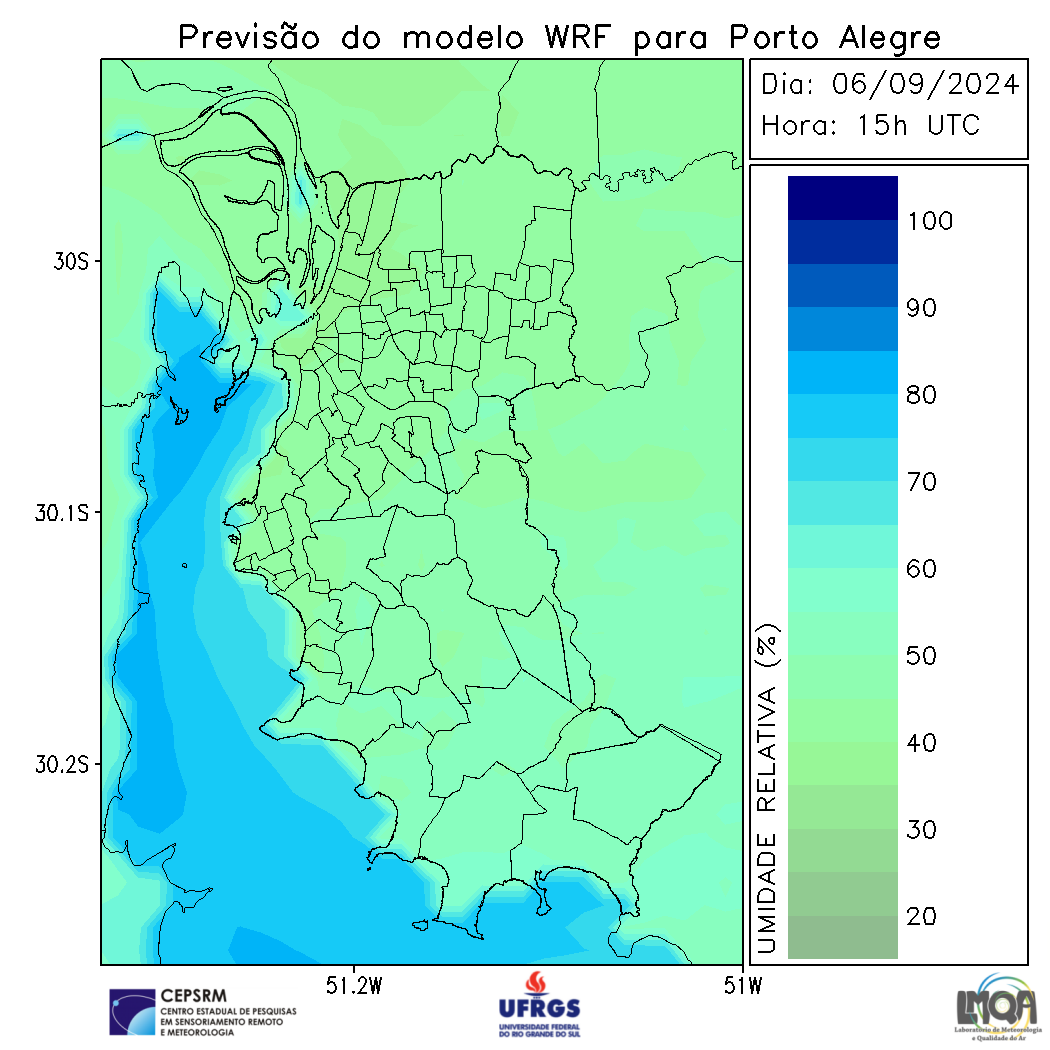 Previsão do modelo WRF para Porto Alegre
Dia: 06/09/2024
Hora: 15h UTC
30S
30.1S
30.2S
51.2W
51W
UMIDADE RELATIVA (%)
100
90
80
70
60
50
40
30
20
CEPSRM
CENTRO ESTADUAL DE PESQUISAS
EM SENSORIAMENTO REMOTO
E METEOROLOGIA
UFRGS
UNIVERSIDADE FEDERAL
DO RIO GRANDE DO SUL
LMQA
Laboratório de Meteorologia
e Qualidade do Ar